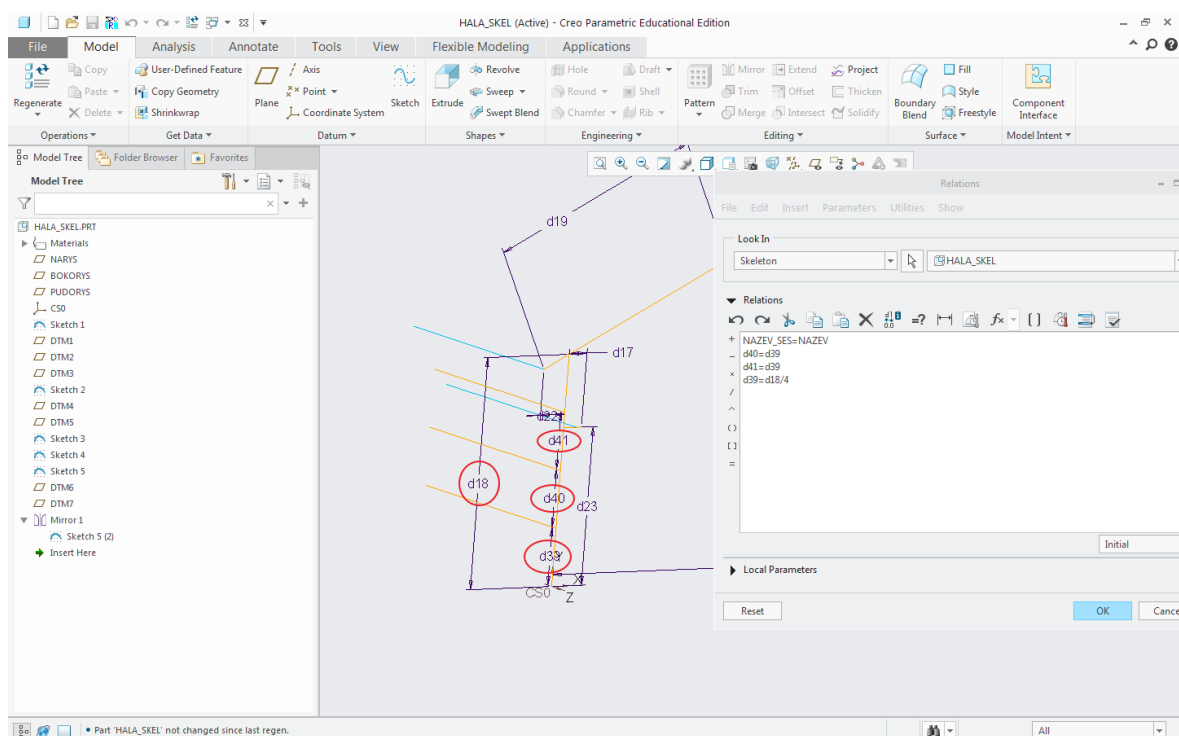 HALA_SKEL (Active) - Creo Parametric Educational Edition
File Model Analysis Annotate Tools View Flexible Modeling Applications
Regenerate
Copy
Paste
Delete
User-Defined Feature
Copy Geometry
Shrinkwrap
Plane
Axis
Point
Coordinate System
Sketch
Extrude
Revolve
Sweep
Swept Blend
Hole
Draft
Round
Shell
Chamfer
Rib
Pattern
Mirror
Extend
Project
Trim
Offset
Thicken
Merge
Intersect
Solidify
Boundary
Blend
Fill
Style
Freestyle
Component
Interface
Operations Get Data Datum Shapes Engineering Editing Surface Model Intent
Model Tree Folder Browser Favorites
Model Tree
HALA_SKEL.PRT
Materials
NARYS
BOKORYS
PUDORYS
CS0
Sketch 1
DTM1
DTM2
DTM3
Sketch 2
DTM4
DTM5
Sketch 3
Sketch 4
Sketch 5
DTM6
DTM7
Mirror 1
Sketch 5 (2)
Insert Here
d19
d17
d22
d41
d18
d40
d23
CS0
X
Z
Relations
File Edit Insert Parameters Utilities Show
Look In
Skeleton HALA_SKEL
Relations
NAZEV_SES=NAZEV
d40=d39
d41=d39
d39=d18/4
Initial
Local Parameters
Reset OK Cance
Part 'HALA_SKEL' not changed since last regen.
All